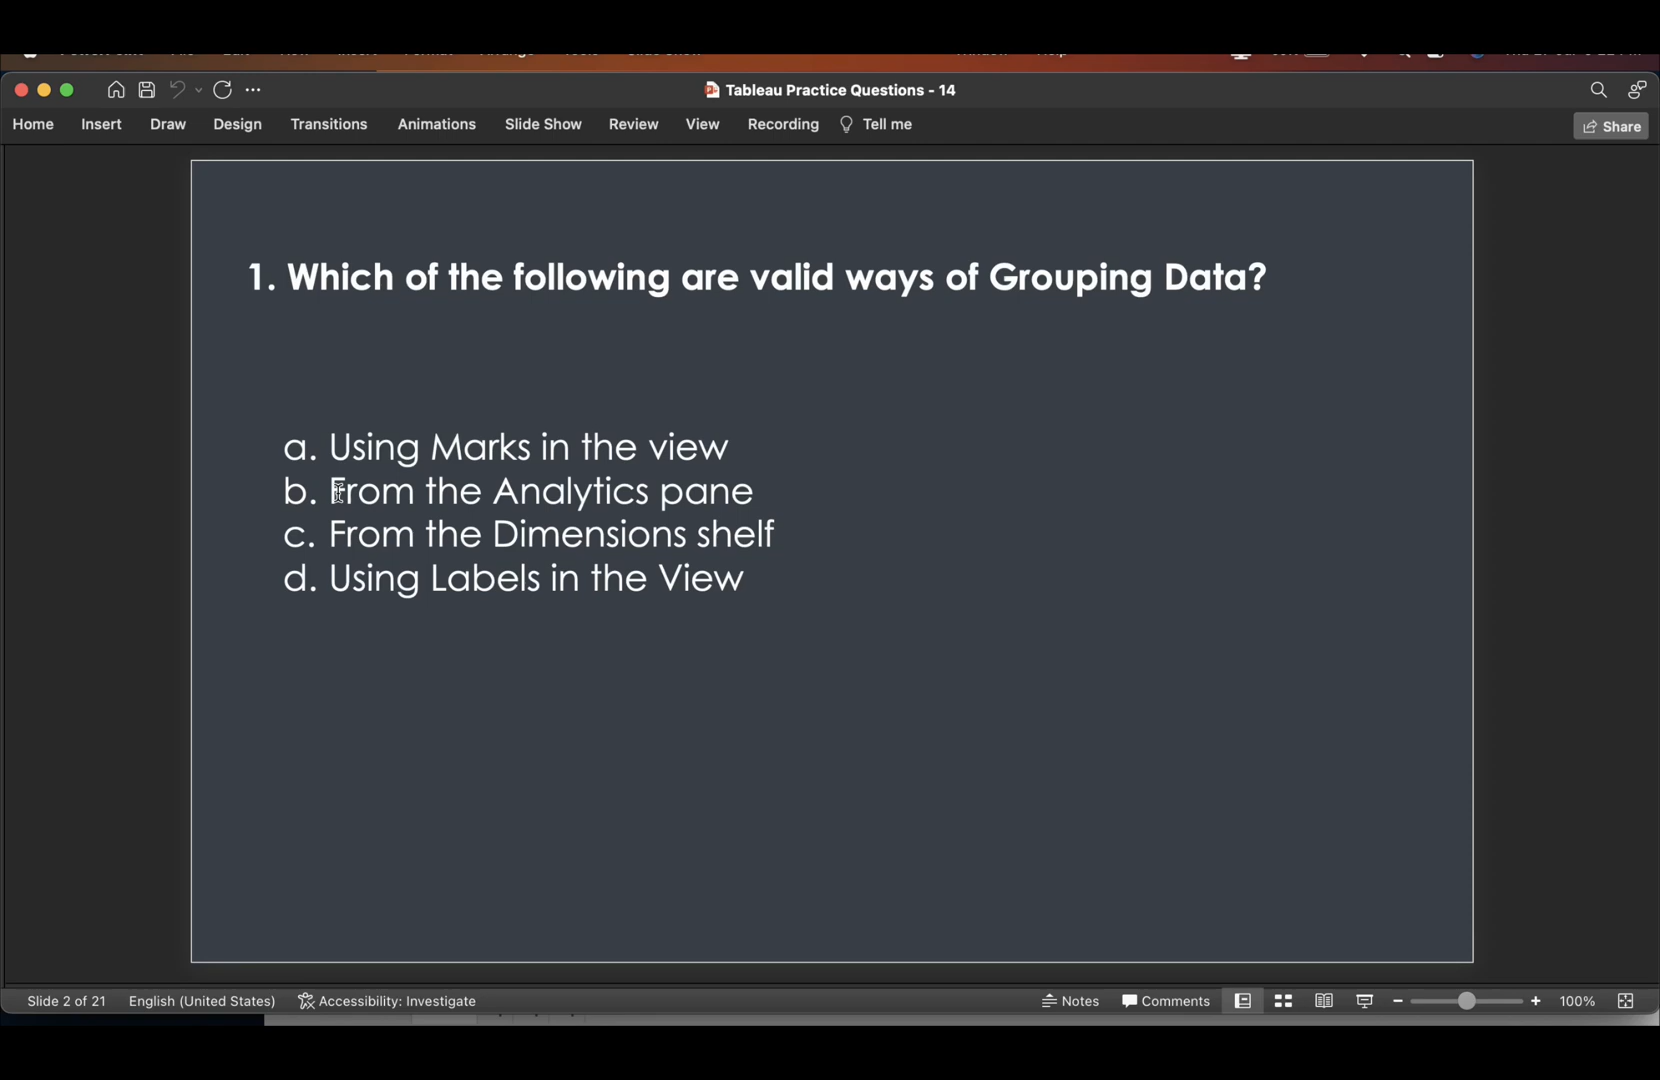 Tableau Practice Questions - 14
Home Insert Draw Design Transitions Animations Slide Show Review View Recording Tell me Share
1. Which of the following are valid ways of Grouping Data?
a. Using Marks in the view
b. From the Analytics pane
c. From the Dimensions shelf
d. Using Labels in the View
Slide 2 of 21 English (United States) Accessibility: Investigate Notes Comments 100%